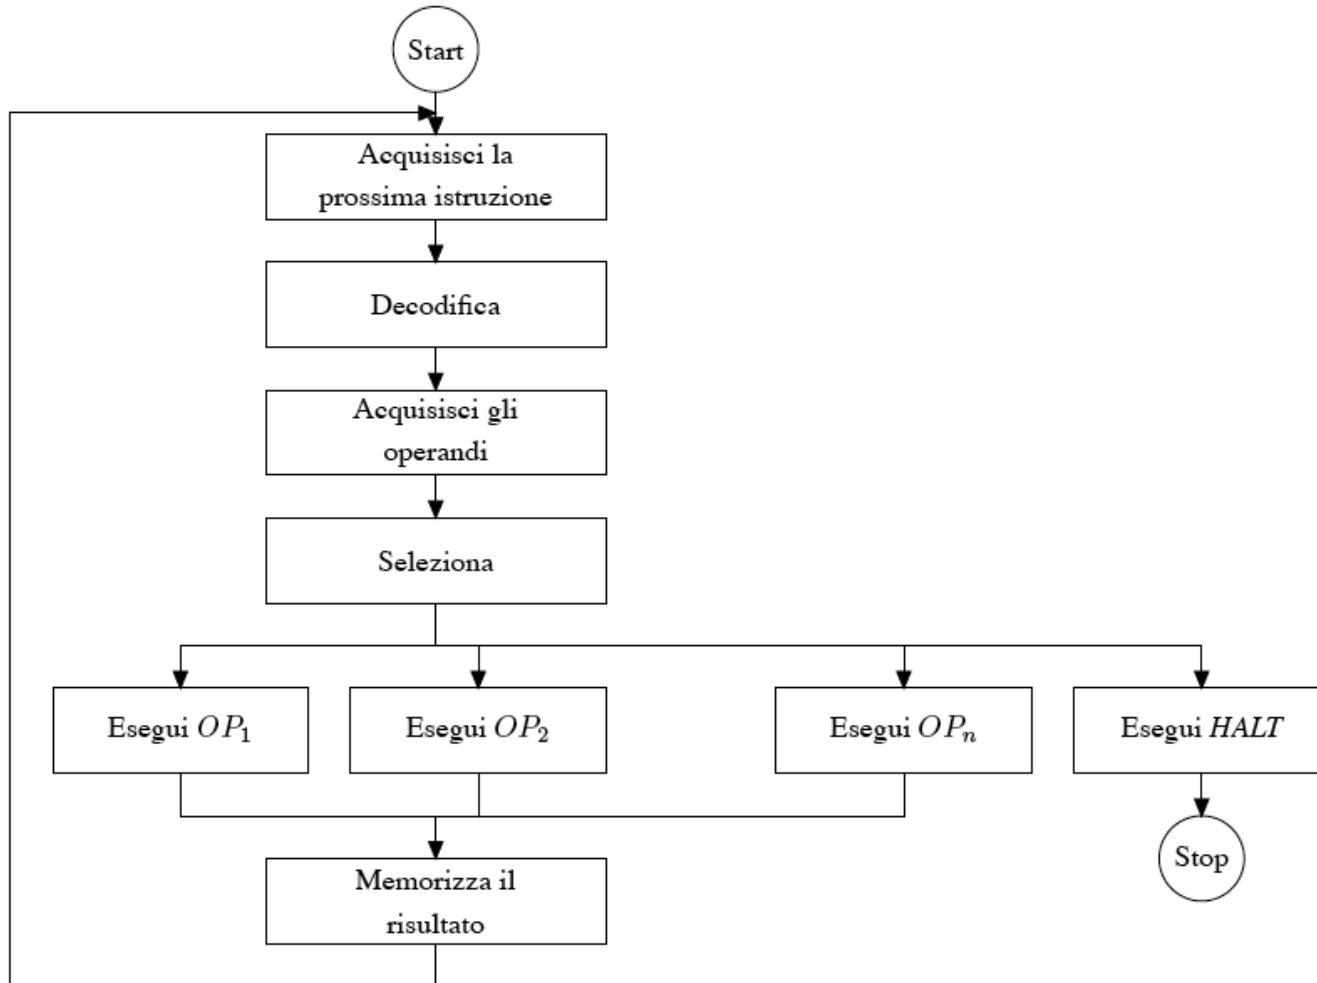 Start
Acquisisci la
prossima istruzione
Decodifica
Acquisisci gli
operandi
Seleziona
Esegui OP₁
Esegui OP₂
Esegui OPₙ
Esegui HALT
Stop
Memorizza il
risultato